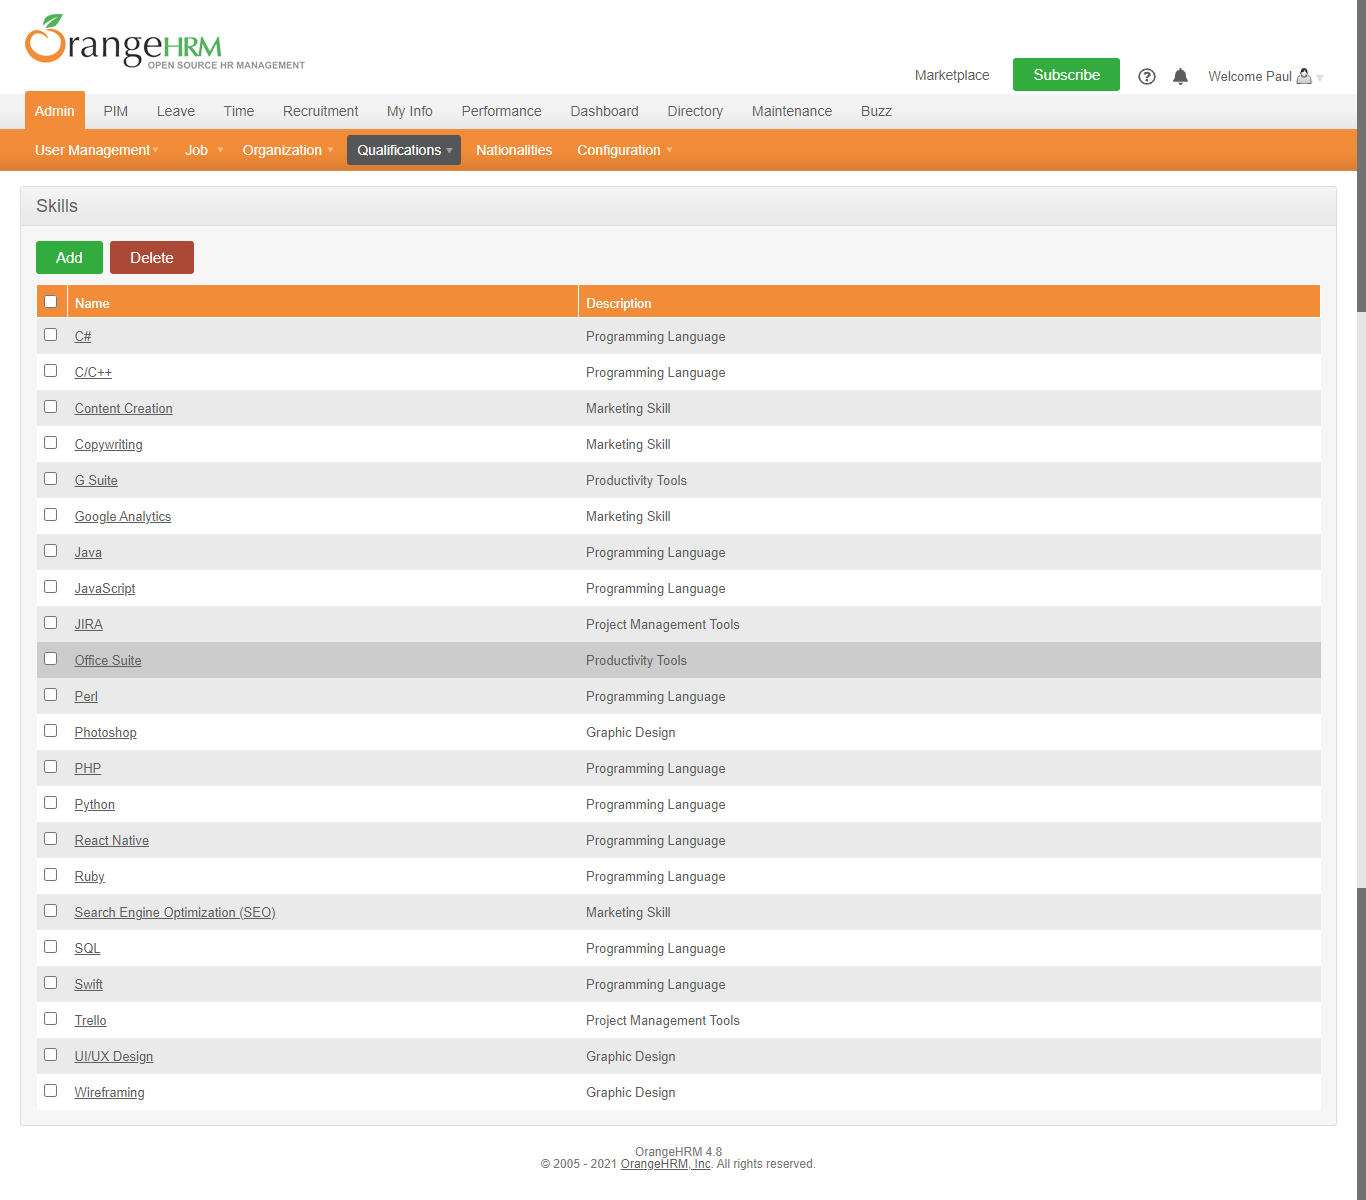 OrangeHRM
OPEN SOURCE HR MANAGEMENT
Marketplace Subscribe Welcome Paul
Admin PIM Leave Time Recruitment My Info Performance Dashboard Directory Maintenance Buzz
User Management Job Organization Qualifications Nationalities Configuration
Skills
Add Delete
Name Description
C# Programming Language
C/C++ Programming Language
Content Creation Marketing Skill
Copywriting Marketing Skill
G Suite Productivity Tools
Google Analytics Marketing Skill
Java Programming Language
JavaScript Programming Language
JIRA Project Management Tools
Office Suite Productivity Tools
Perl Programming Language
Photoshop Graphic Design
PHP Programming Language
Python Programming Language
React Native Programming Language
Ruby Programming Language
Search Engine Optimization (SEO) Marketing Skill
SQL Programming Language
Swift Programming Language
Trello Project Management Tools
UI/UX Design Graphic Design
Wireframing Graphic Design
OrangeHRM 4.8
© 2005 - 2021 OrangeHRM, Inc. All rights reserved.